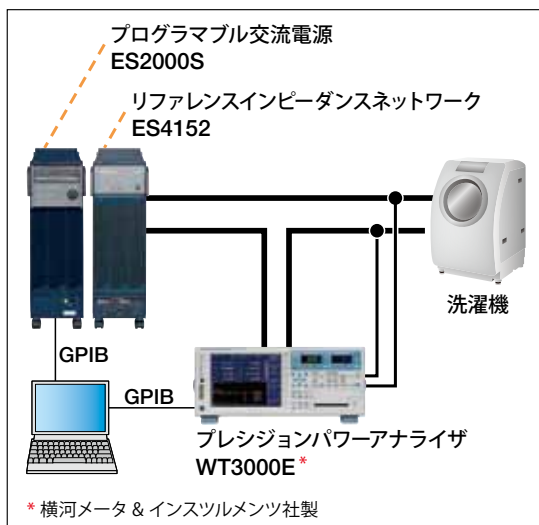 プログラマブル交流電源
ES2000S
リファレンスインピーダンスネットワーク
ES4152
洗濯機
GPIB
GPIB
プレシジョンパワーアナライザ
WT3000E*
* 横河メータ & インスツルメンツ社製